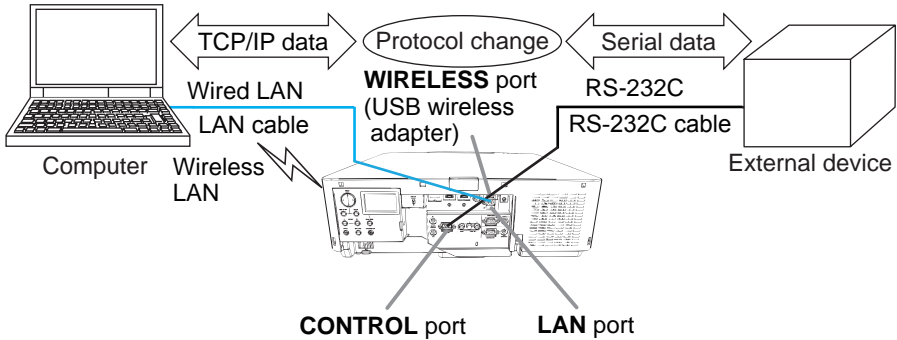 TCP/IP data
Protocol change
Serial data
WIRELESS port
(USB wireless
adapter)
Wired LAN
LAN cable
RS-232C
RS-232C cable
Computer
Wireless
LAN
External device
CONTROL port
LAN port